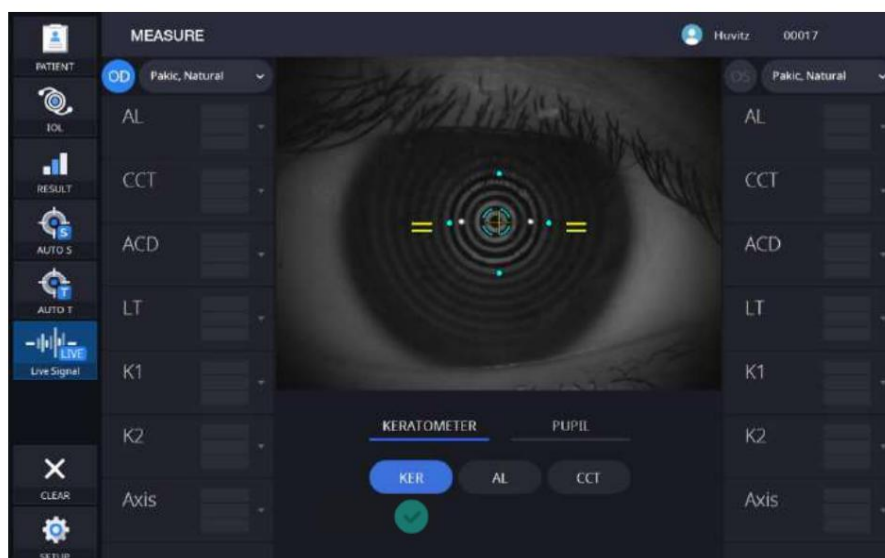 MEASURE
Huvitz 00017
PATIENT
IOL
RESULT
AUTO S
S
AUTO T
T
LIVE
Live Signal
CLEAR
SETUP
OD Pakic, Natural
AL
CCT
ACD
LT
K1
K2
Axis
KERATOMETER PUPIL
KER AL CCT
OS Pakic, Natural
AL
CCT
ACD
LT
K1
K2
Axis